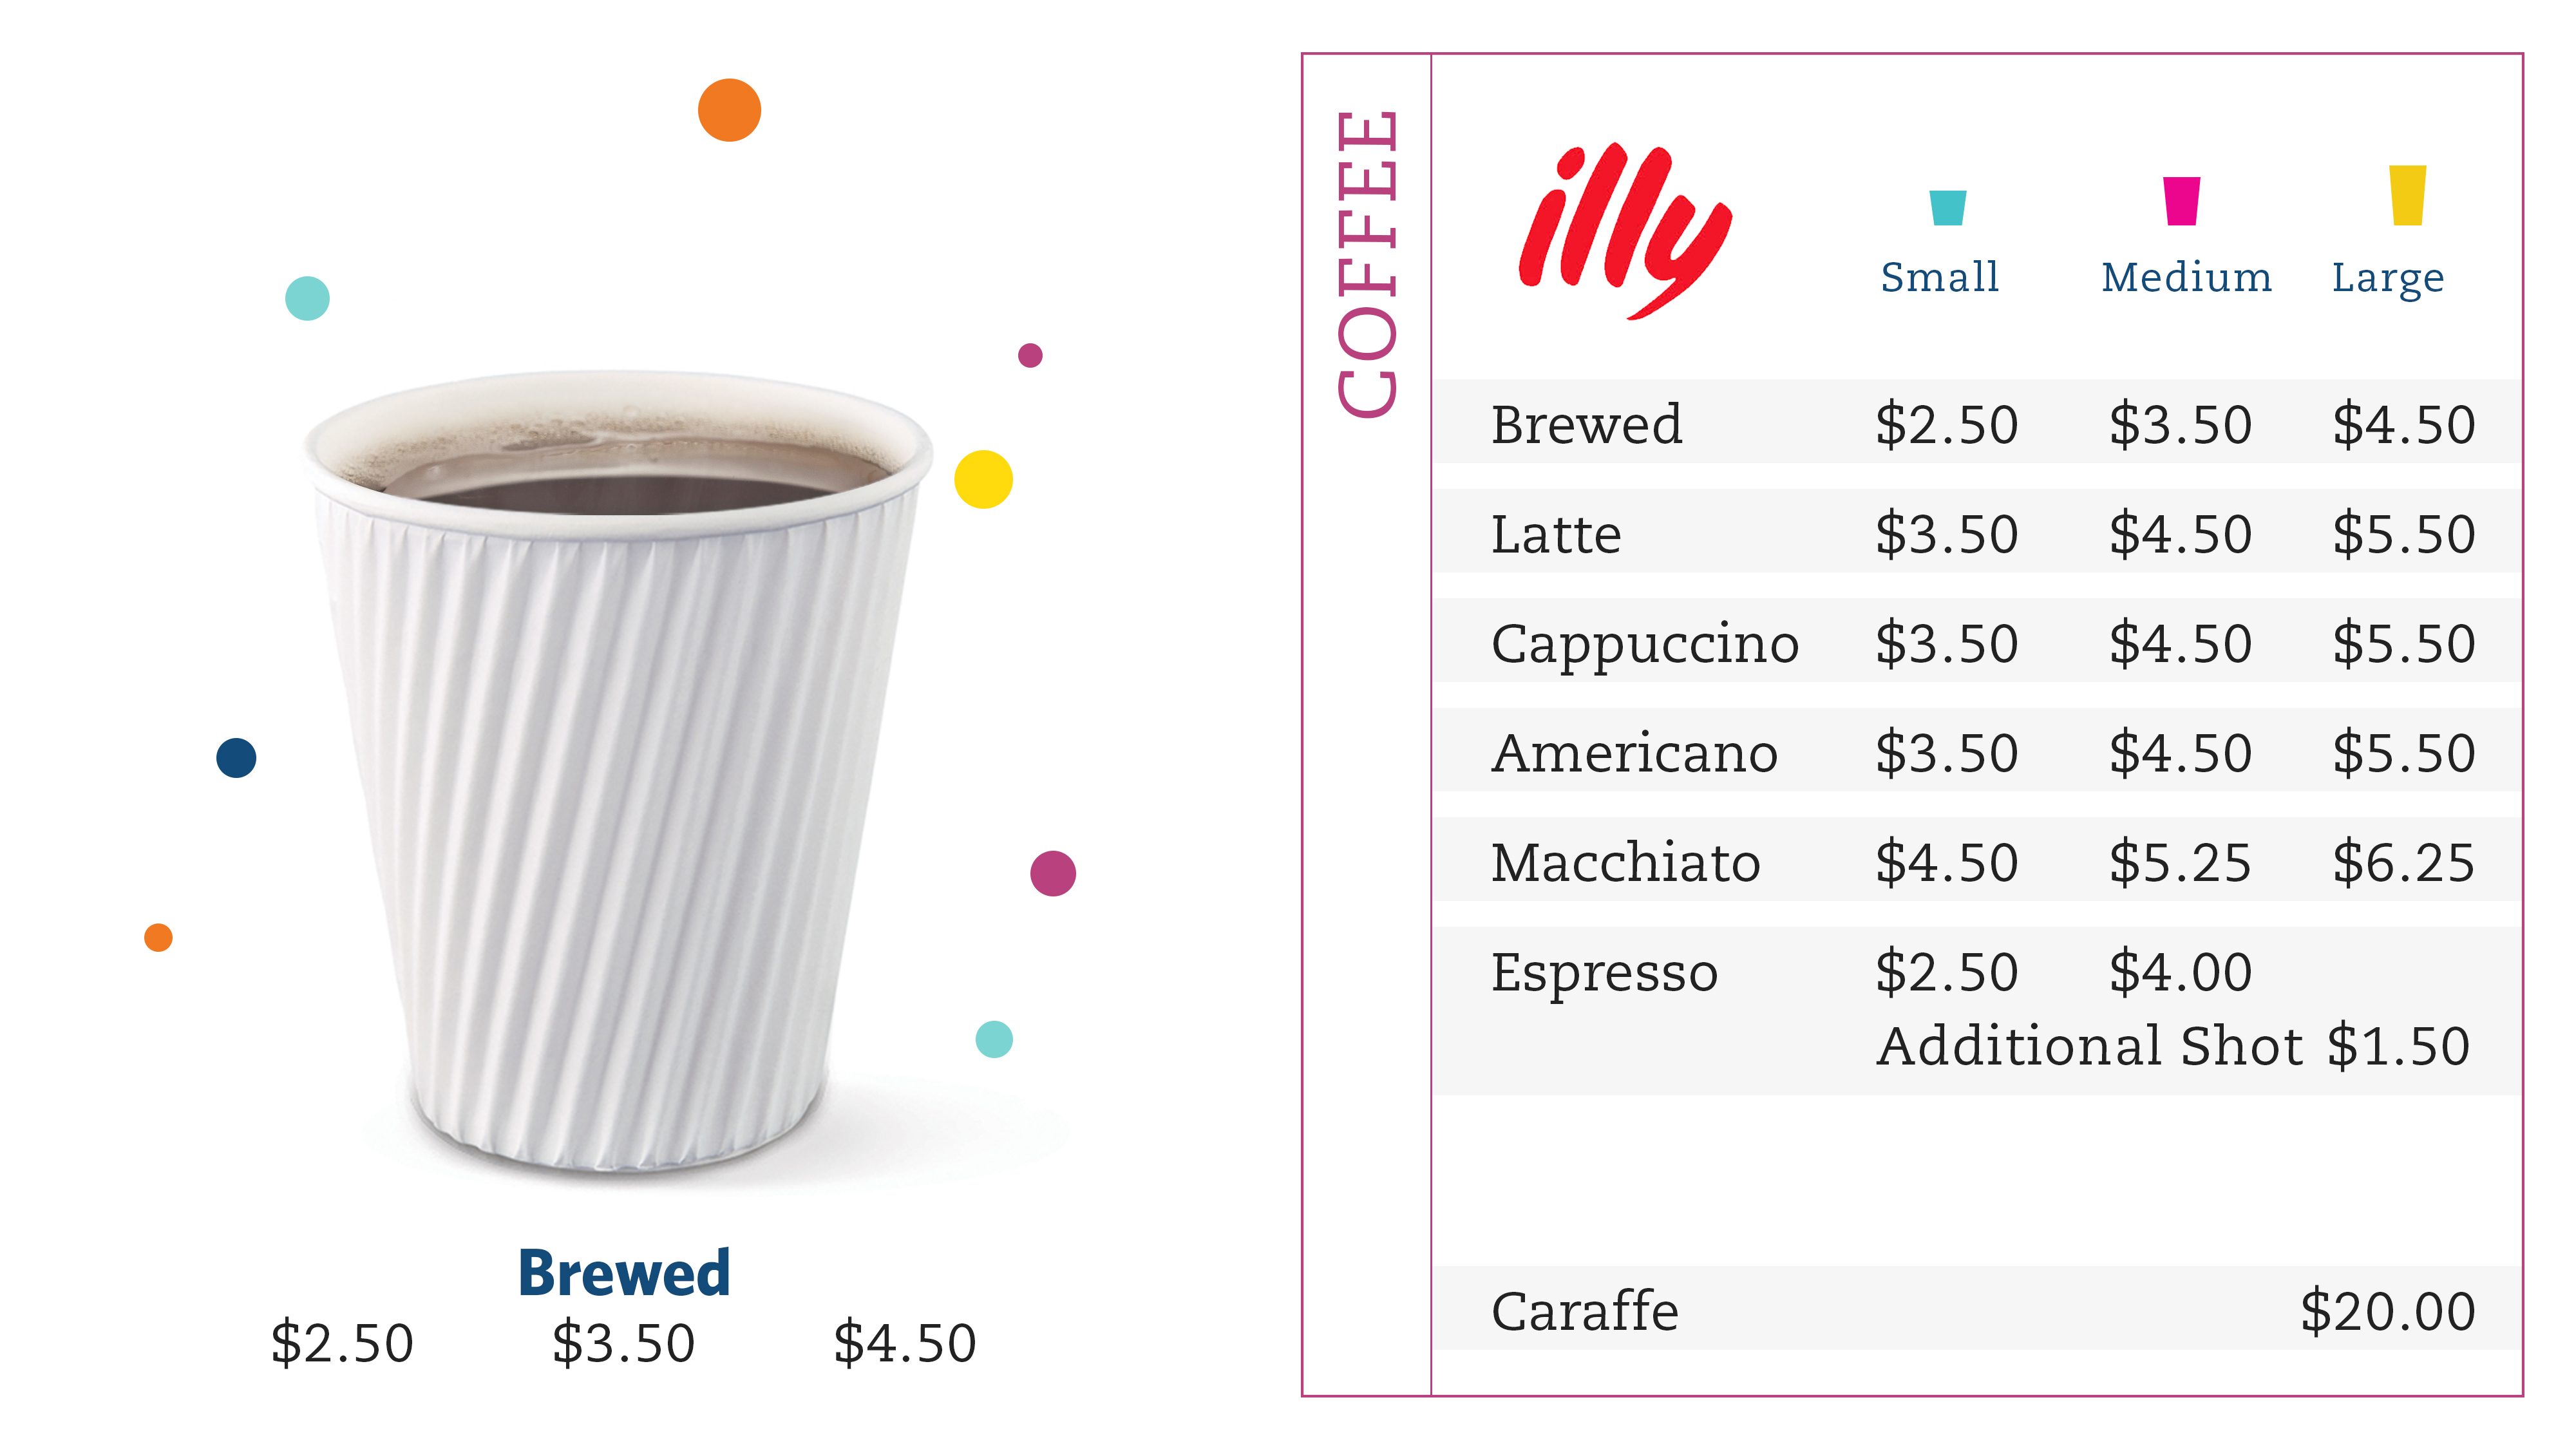 Brewed
$2.50 $3.50 $4.50
COFFEE
illy
Small Medium Large
Brewed $2.50 $3.50 $4.50
Latte $3.50 $4.50 $5.50
Cappuccino $3.50 $4.50 $5.50
Americano $3.50 $4.50 $5.50
Macchiato $4.50 $5.25 $6.25
Espresso $2.50 $4.00
Additional Shot $1.50
Caraffe $20.00